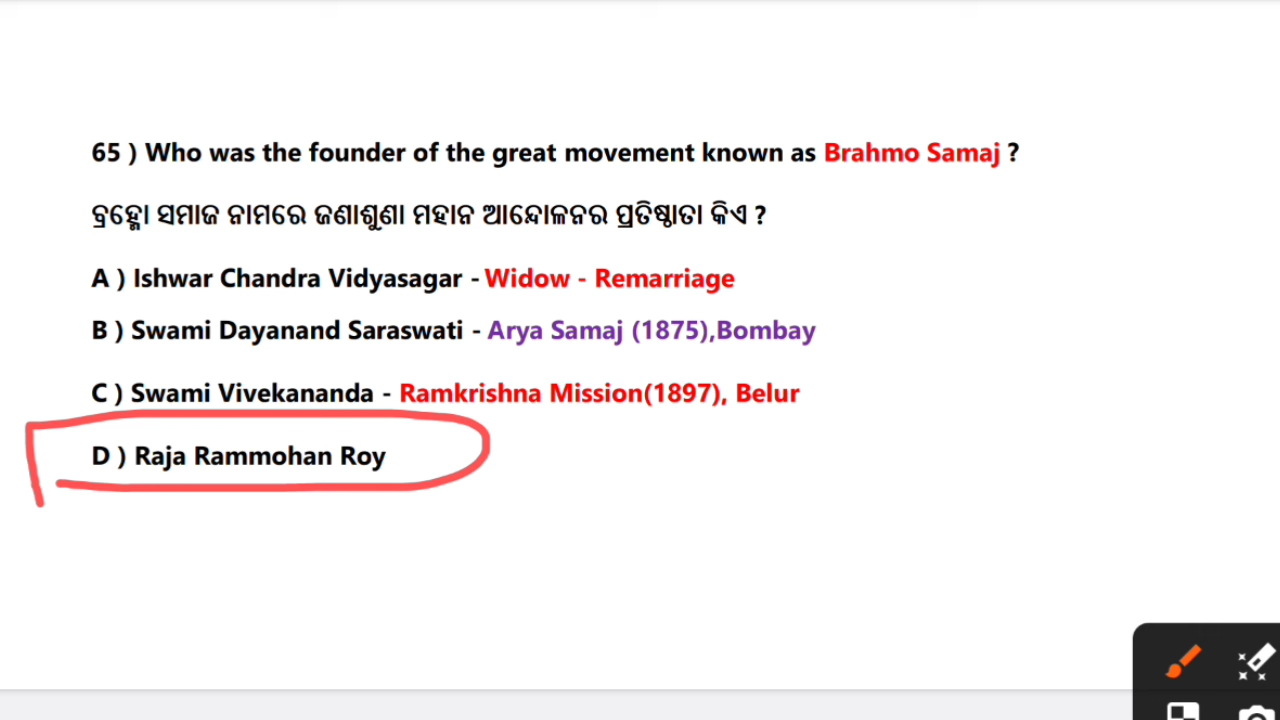 65 ) Who was the founder of the great movement known as Brahmo Samaj ?
ବ୍ରହ୍ମୋ ସମାଜ ନାମରେ ଜଣାଶୁଣା ମହାନ ଆନ୍ଦୋଳନର ପ୍ରତିଷ୍ଠାତା କିଏ ?
A ) Ishwar Chandra Vidyasagar - Widow - Remarriage
B ) Swami Dayanand Saraswati - Arya Samaj (1875),Bombay
C ) Swami Vivekananda - Ramkrishna Mission(1897), Belur
D ) Raja Rammohan Roy